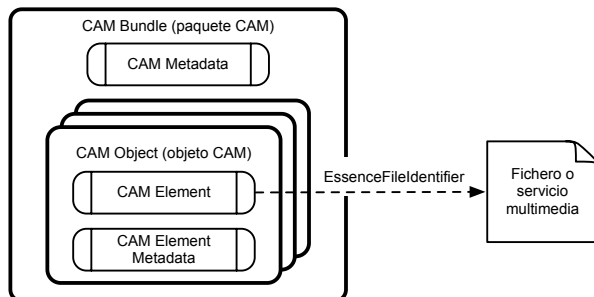 CAM Bundle (paquete CAM)
CAM Metadata
CAM Object (objeto CAM)
CAM Element
EssenceFileIdentifier
Fichero o
servicio
multimedia
CAM Element
Metadata